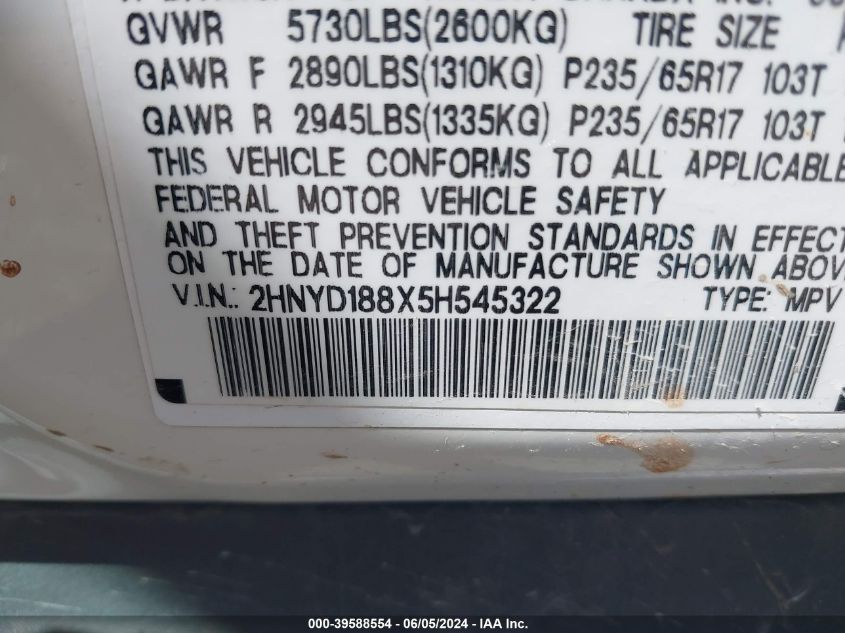 GVWR 5730LBS(2600KG) TIRE SIZE
GAWR F 2890LBS(1310KG) P235/65R17 103T
GAWR R 2945LBS(1335KG) P235/65R17 103T
THIS VEHICLE CONFORMS TO ALL APPLICABLE
FEDERAL MOTOR VEHICLE SAFETY
AND THEFT PREVENTION STANDARDS IN EFFECT
ON THE DATE OF MANUFACTURE SHOWN ABOV
V.I.N.: 2HNYD188X5H545322 TYPE: MPV
000-39588554 - 06/05/2024 - IAA Inc.